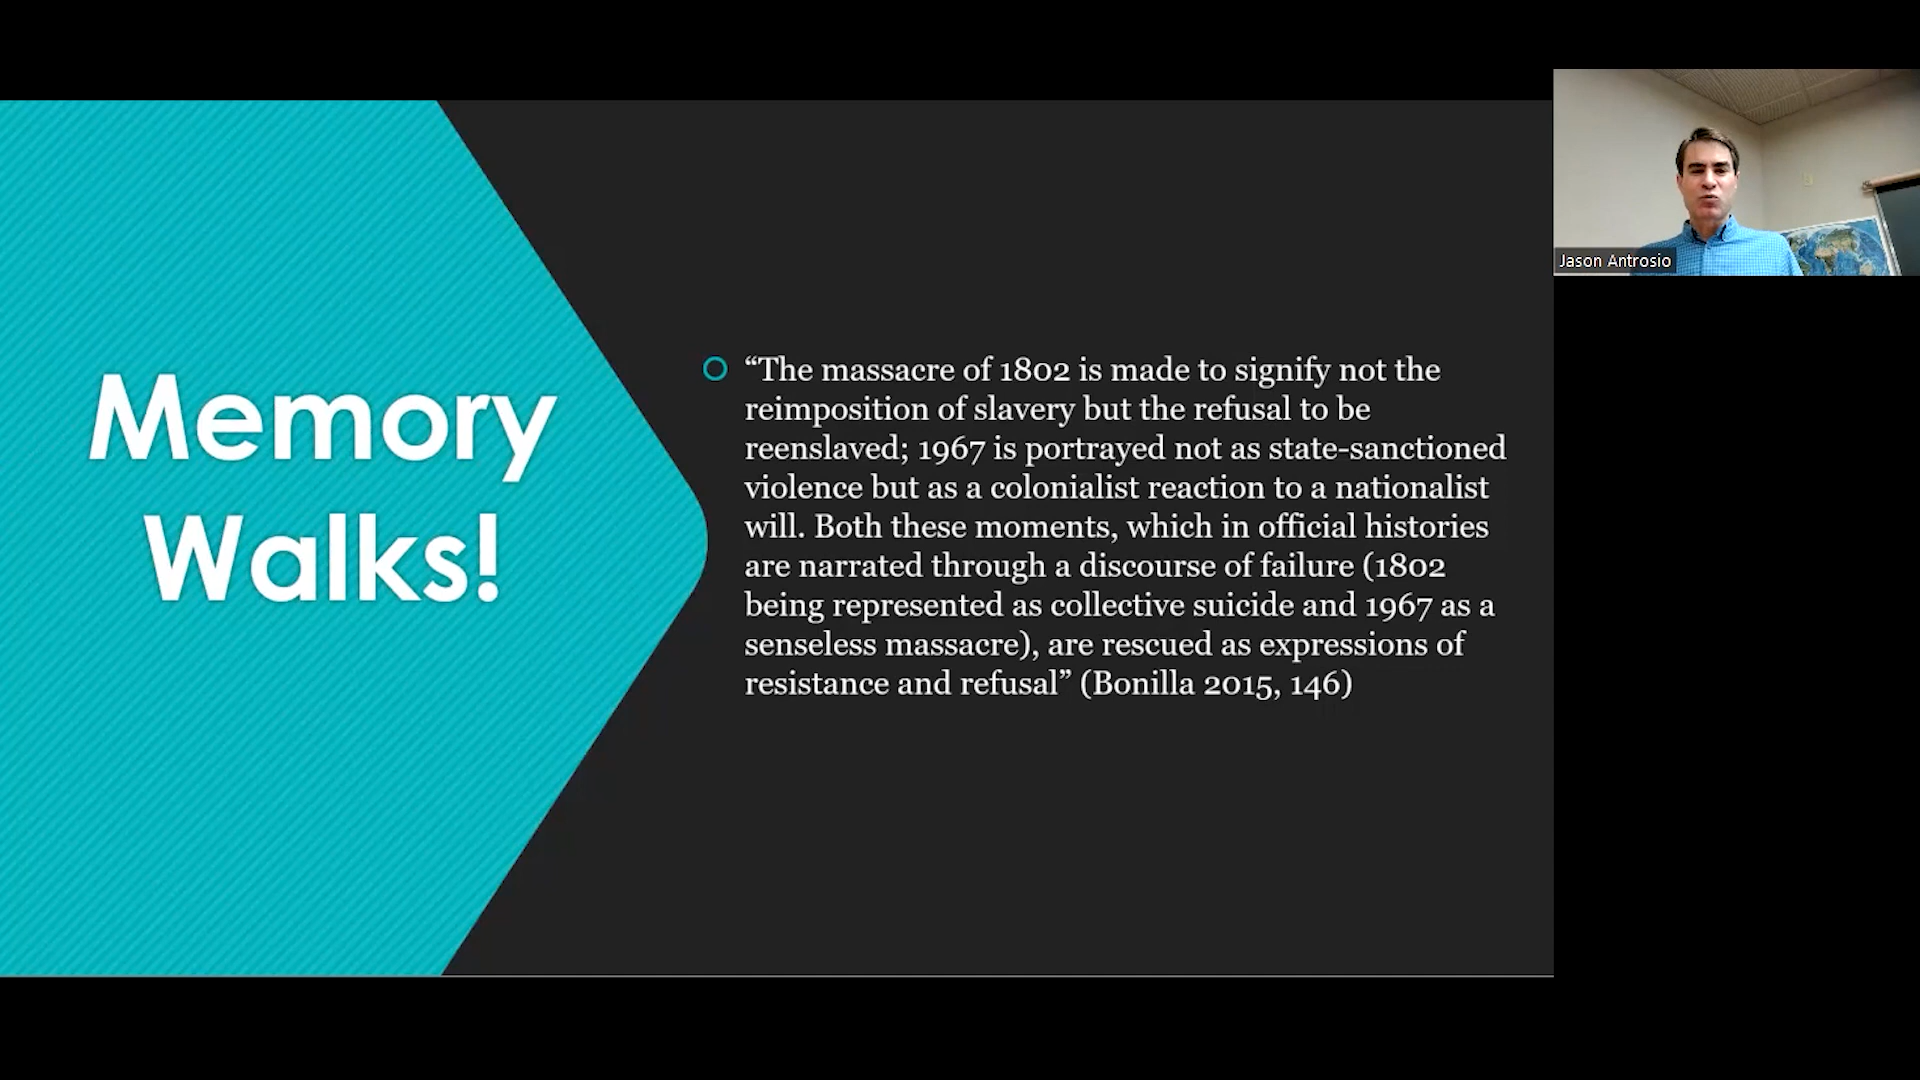 Memory
Walks!
“The massacre of 1802 is made to signify not the
reimposition of slavery but the refusal to be
reenslaved; 1967 is portrayed not as state-sanctioned
violence but as a colonialist reaction to a nationalist
will. Both these moments, which in official histories
are narrated through a discourse of failure (1802
being represented as collective suicide and 1967 as a
senseless massacre), are rescued as expressions of
resistance and refusal” (Bonilla 2015, 146)
Jason Antrosio